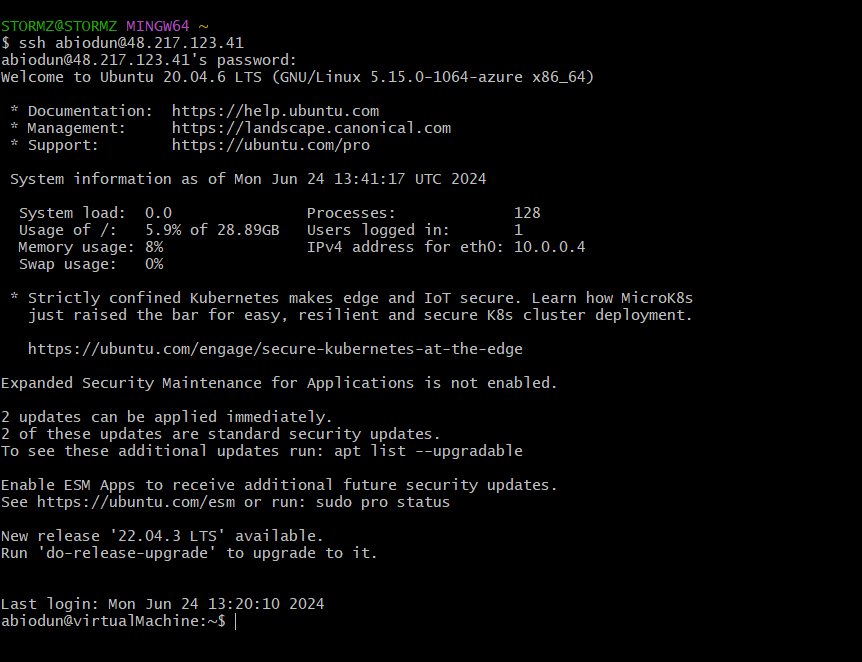 STORMZ@STORMZ MINGW64 ~
$ ssh abiodun@48.217.123.41
abiodun@48.217.123.41's password:
Welcome to Ubuntu 20.04.6 LTS (GNU/Linux 5.15.0-1064-azure x86_64)

 * Documentation:  https://help.ubuntu.com
 * Management:     https://landscape.canonical.com
 * Support:        https://ubuntu.com/pro

 System information as of Mon Jun 24 13:41:17 UTC 2024

  System load:  0.0               Processes:             128
  Usage of /:   5.9% of 28.89GB   Users logged in:       1
  Memory usage: 8%                IPv4 address for eth0: 10.0.0.4
  Swap usage:   0%

 * Strictly confined Kubernetes makes edge and IoT secure. Learn how MicroK8s
   just raised the bar for easy, resilient and secure K8s cluster deployment.

   https://ubuntu.com/engage/secure-kubernetes-at-the-edge

Expanded Security Maintenance for Applications is not enabled.

2 updates can be applied immediately.
2 of these updates are standard security updates.
To see these additional updates run: apt list --upgradable

Enable ESM Apps to receive additional future security updates.
See https://ubuntu.com/esm or run: sudo pro status

New release '22.04.3 LTS' available.
Run 'do-release-upgrade' to upgrade to it.


Last login: Mon Jun 24 13:20:10 2024
abiodun@virtualMachine:~$